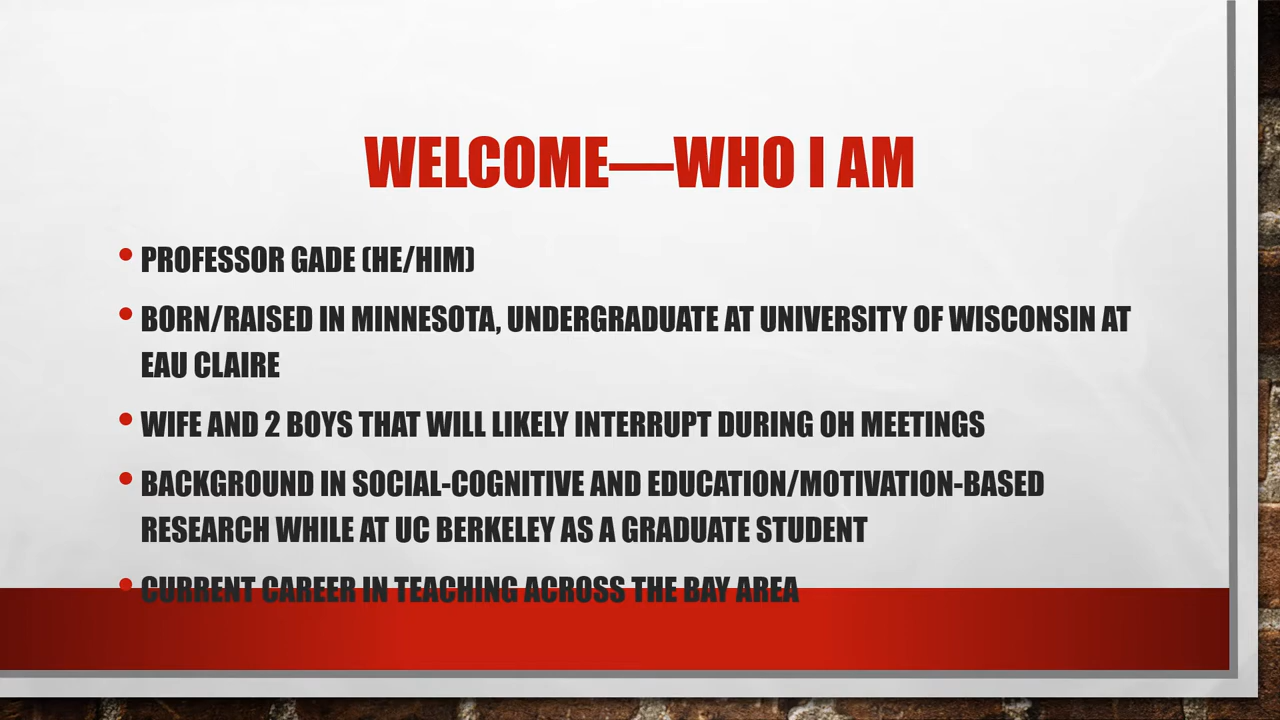 WELCOME—WHO I AM
• PROFESSOR GADE (HE/HIM)
• BORN/RAISED IN MINNESOTA, UNDERGRADUATE AT UNIVERSITY OF WISCONSIN AT
EAU CLAIRE
• WIFE AND 2 BOYS THAT WILL LIKELY INTERRUPT DURING OH MEETINGS
• BACKGROUND IN SOCIAL-COGNITIVE AND EDUCATION/MOTIVATION-BASED
RESEARCH WHILE AT UC BERKELEY AS A GRADUATE STUDENT
• CURRENT CAREER IN TEACHING ACROSS THE BAY AREA